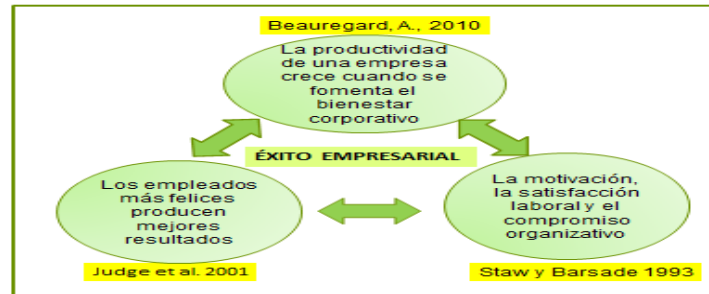 Beauregard, A., 2010
La productividad
de una empresa
crece cuando se
fomenta el
bienestar
corporativo
ÉXITO EMPRESARIAL
Los empleados
más felices
producen
mejores
resultados
La motivación,
la satisfacción
laboral y el
compromiso
organizativo
Judge et al. 2001
Staw y Barsade 1993